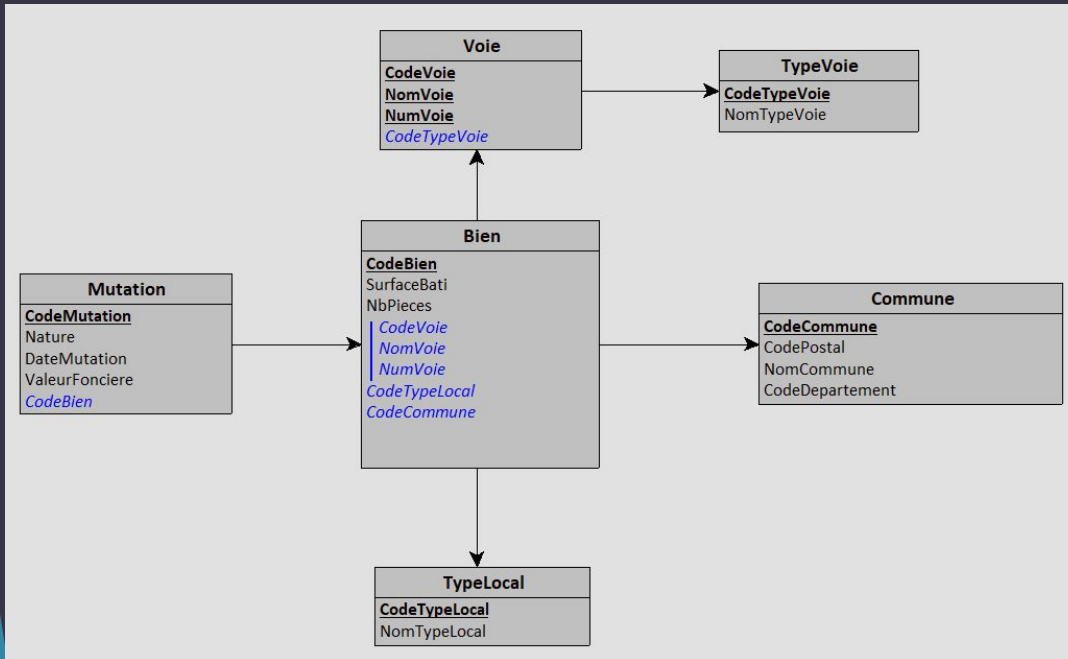 Voie
CodeVoie
NomVoie
NumVoie
CodeTypeVoie
TypeVoie
CodeTypeVoie
NomTypeVoie
Bien
CodeBien
SurfaceBati
NbPieces
CodeVoie
NomVoie
NumVoie
CodeTypeLocal
CodeCommune
Mutation
CodeMutation
Nature
DateMutation
ValeurFonciere
CodeBien
Commune
CodeCommune
CodePostal
NomCommune
CodeDepartement
TypeLocal
CodeTypeLocal
NomTypeLocal